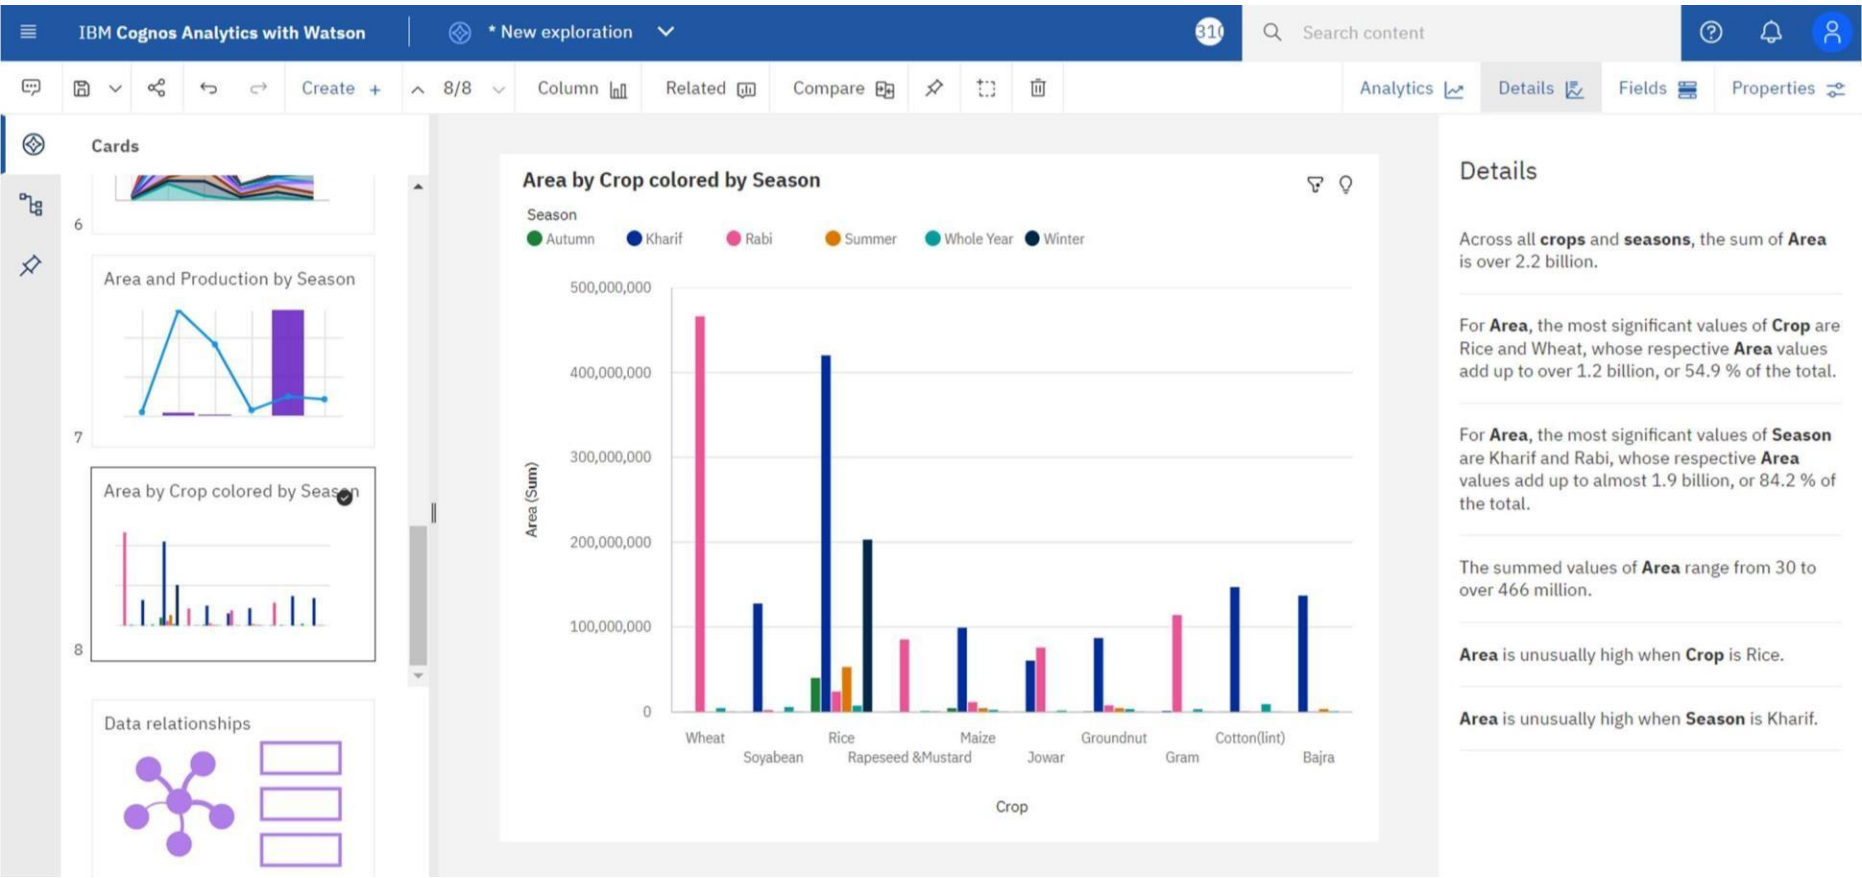 IBM Cognos Analytics with Watson
* New exploration
310
Search content
Create +
8/8
Column
Related
Compare
Analytics
Details
Fields
Properties
Cards
6
Area and Production by Season
7
Area by Crop colored by Season
8
Data relationships
Area by Crop colored by Season
Season
Autumn Kharif Rabi Summer Whole Year Winter
500,000,000
400,000,000
300,000,000
200,000,000
100,000,000
0
Area (Sum)
Wheat Rice Maize Groundnut Cotton(lint)
Soyabean Rapeseed &Mustard Jowar Gram Bajra
Crop
Details
Across all crops and seasons, the sum of Area
is over 2.2 billion.
For Area, the most significant values of Crop are
Rice and Wheat, whose respective Area values
add up to over 1.2 billion, or 54.9 % of the total.
For Area, the most significant values of Season
are Kharif and Rabi, whose respective Area
values add up to almost 1.9 billion, or 84.2 % of
the total.
The summed values of Area range from 30 to
over 466 million.
Area is unusually high when Crop is Rice.
Area is unusually high when Season is Kharif.